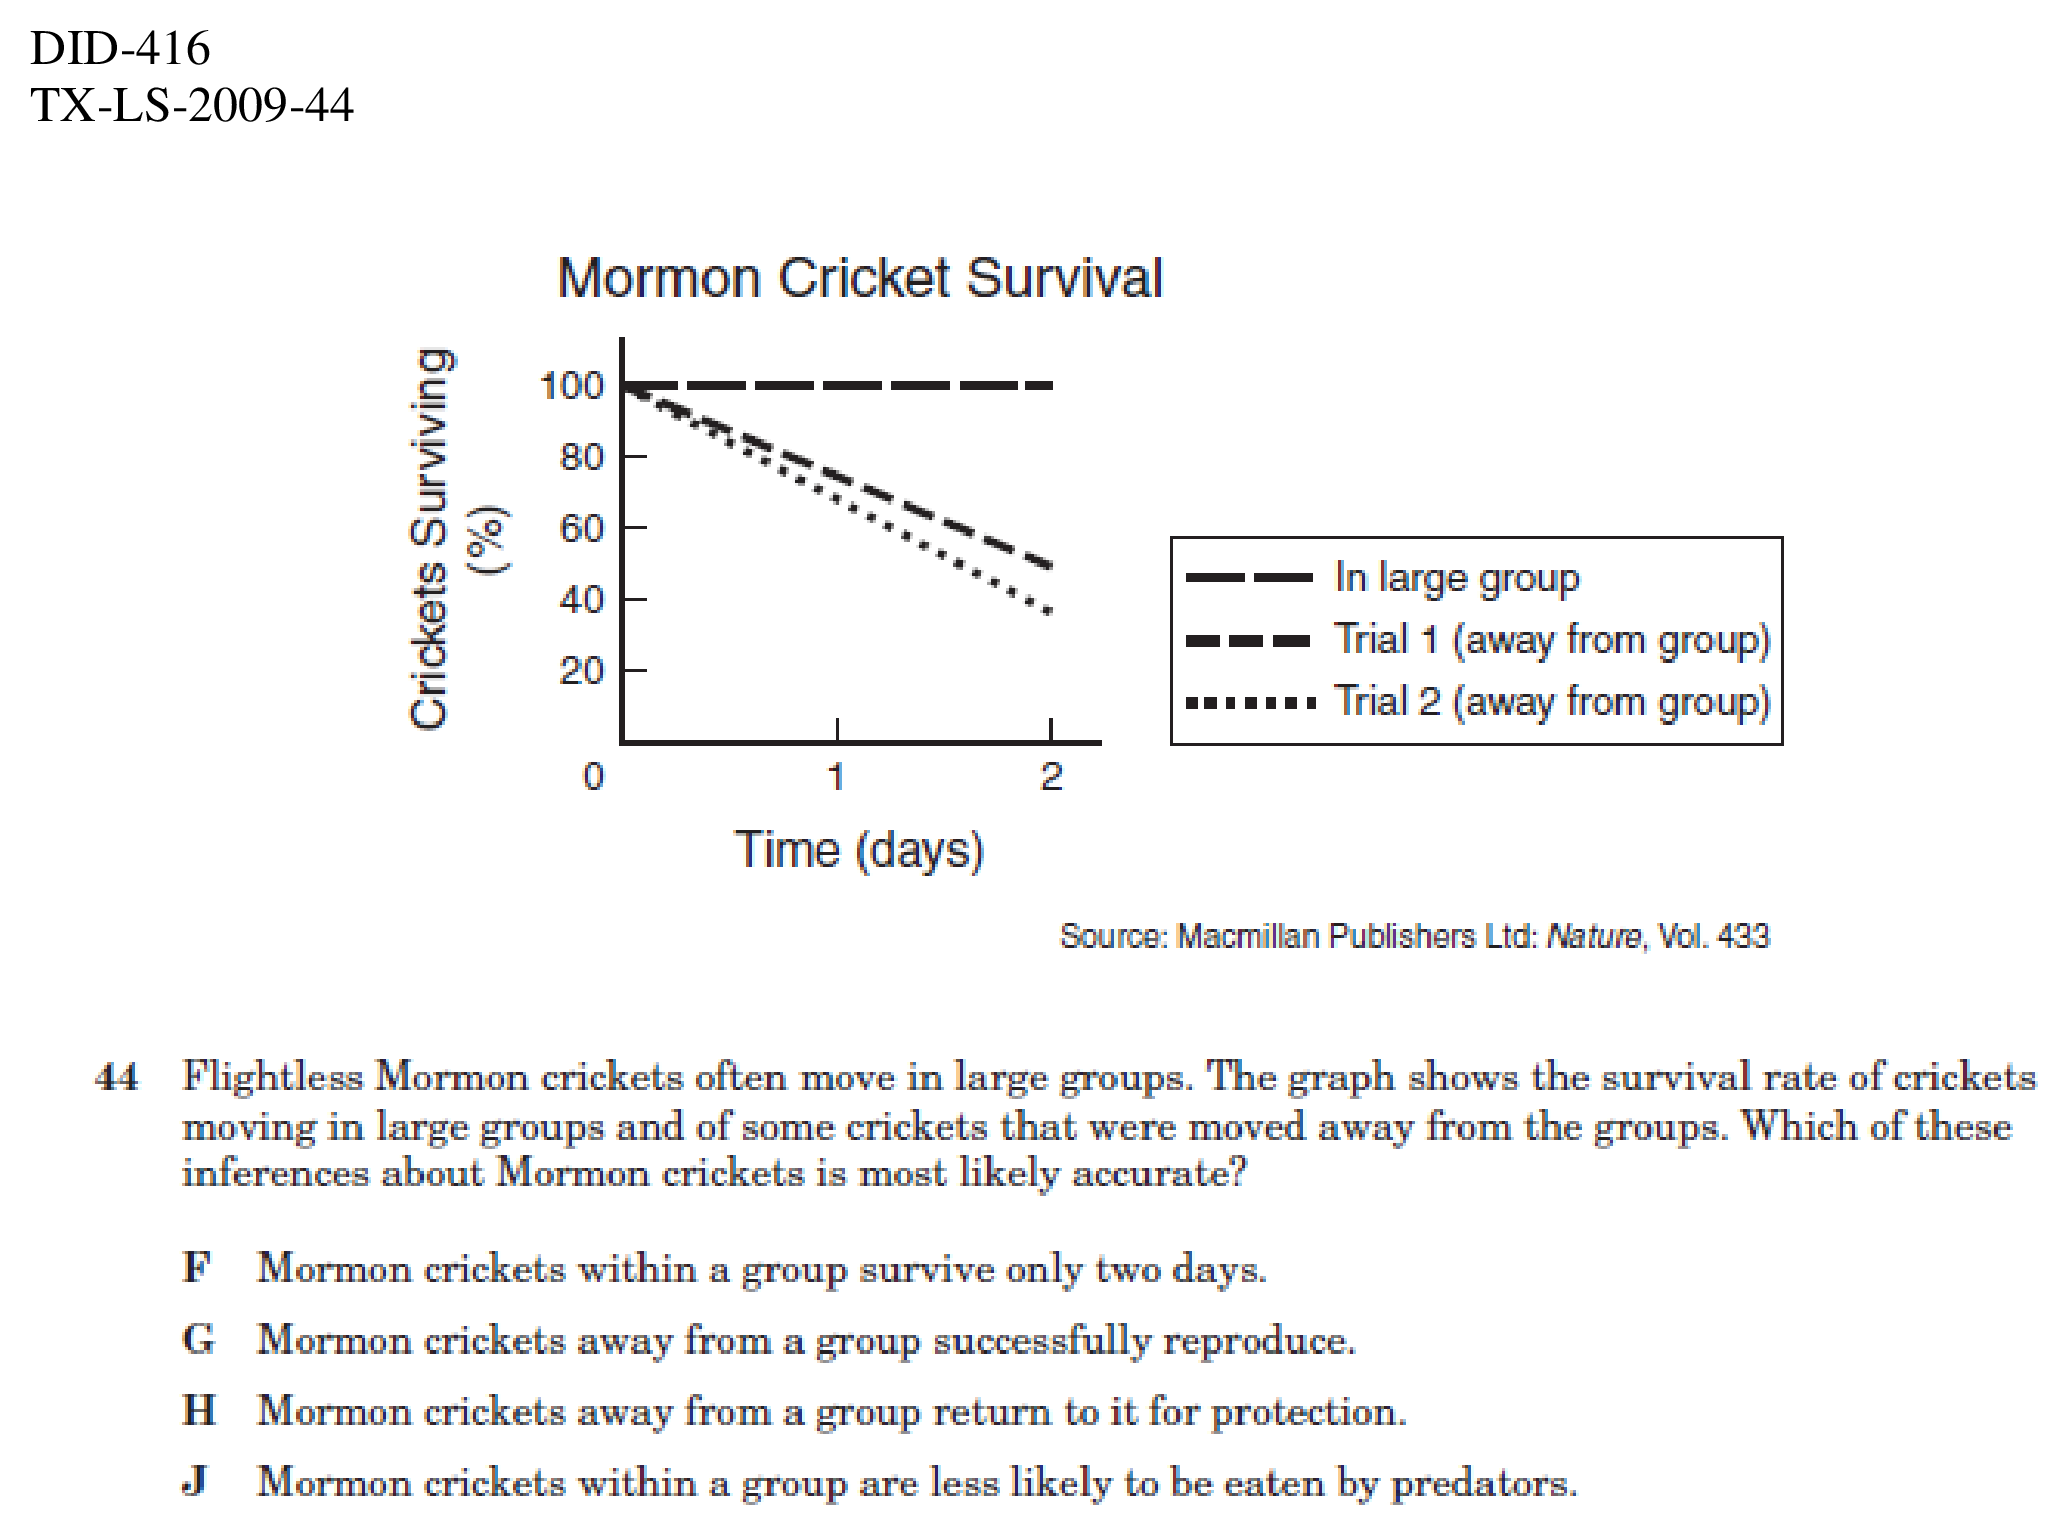 DID-416
TX-LS-2009-44
Mormon Cricket Survival
Crickets Surviving
(%)
100
80
60
40
20
0
1
2
Time (days)
In large group
Trial 1 (away from group)
Trial 2 (away from group)
Source: Macmillan Publishers Ltd: Nature, Vol. 433
44 Flightless Mormon crickets often move in large groups. The graph shows the survival rate of crickets
moving in large groups and of some crickets that were moved away from the groups. Which of these
inferences about Mormon crickets is most likely accurate?
F Mormon crickets within a group survive only two days.
G Mormon crickets away from a group successfully reproduce.
H Mormon crickets away from a group return to it for protection.
J Mormon crickets within a group are less likely to be eaten by predators.